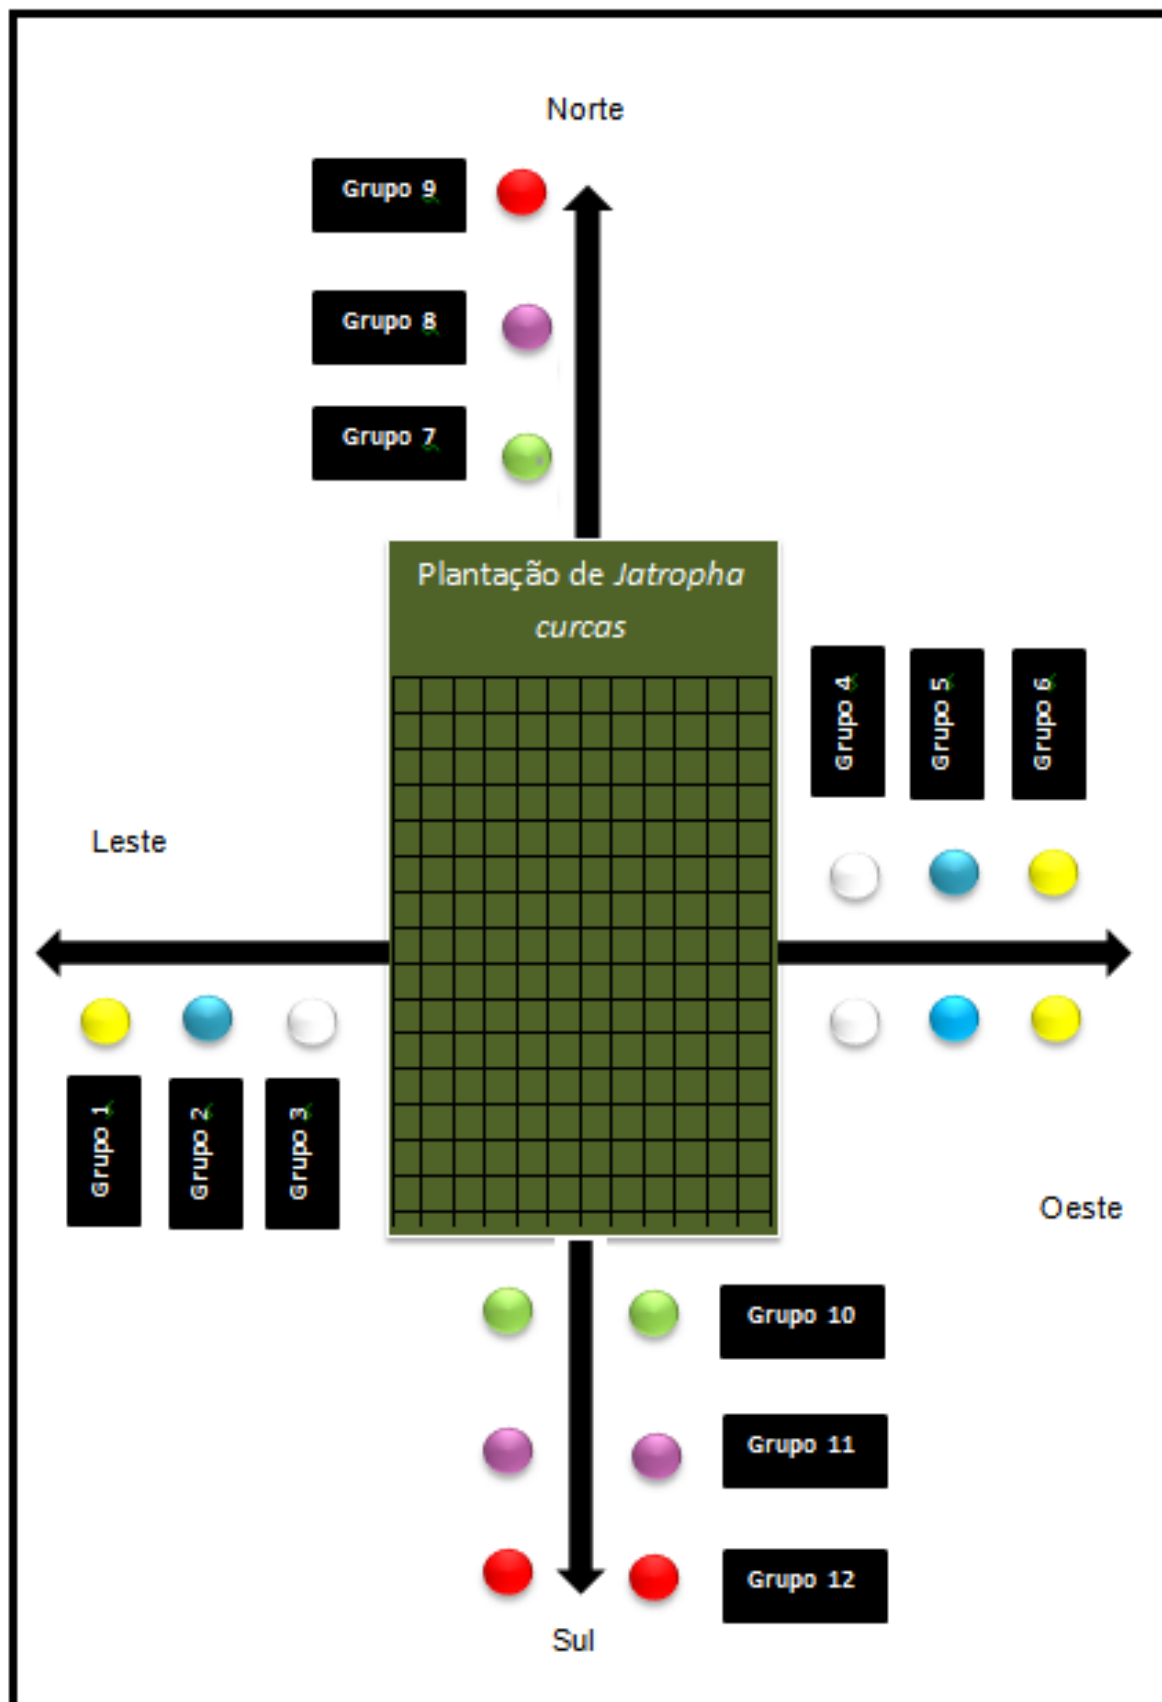 Norte
Grupo 9
Grupo 8
Grupo 7
Plantação de Jatropha
curcas
Grupo 4
Grupo 5
Grupo 6
Leste
Grupo 1
Grupo 2
Grupo 3
Oeste
Grupo 10
Grupo 11
Grupo 12
Sul